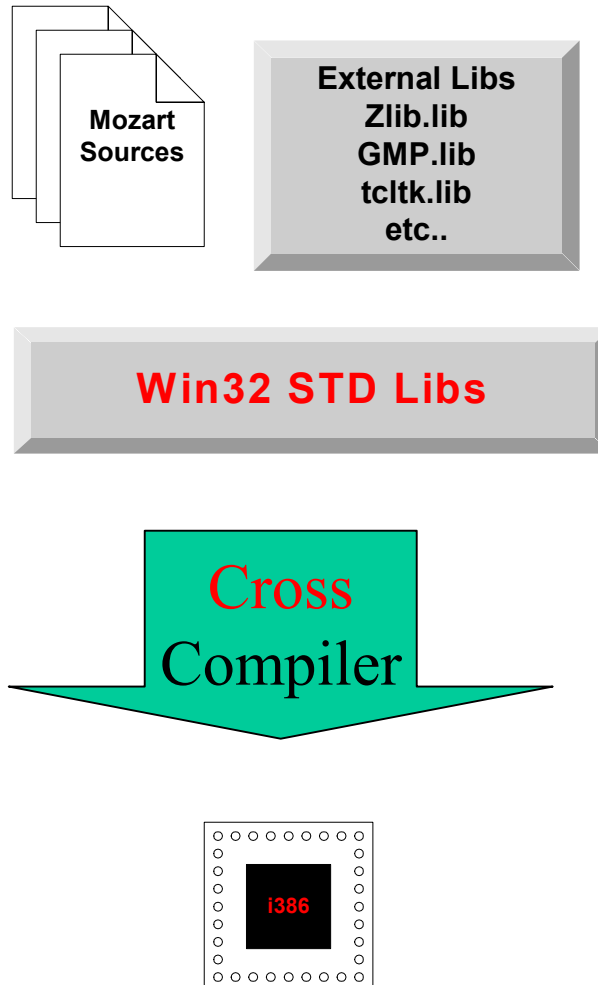 Mozart
Sources
External Libs
Zlib.lib
GMP.lib
tcltk.lib
etc..
Win32 STD Libs
Cross
Compiler
i386